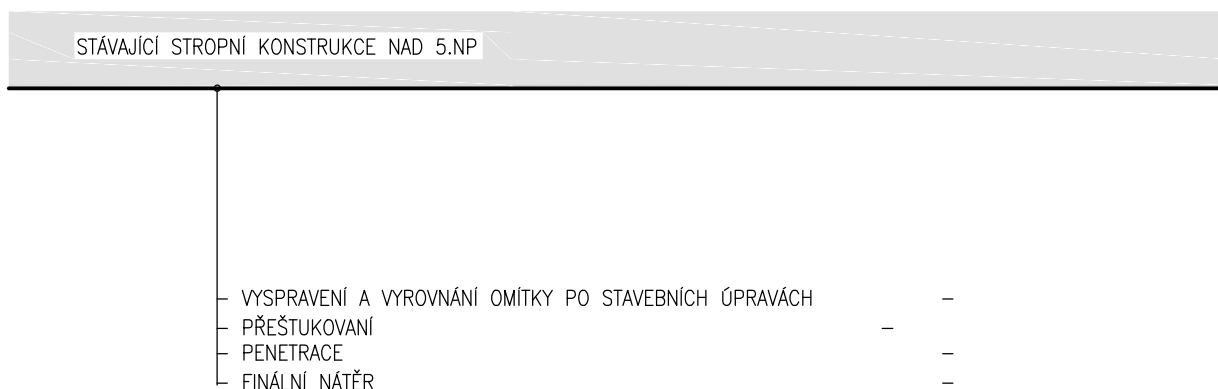 STÁVAJÍCÍ STROPNÍ KONSTRUKCE NAD 5.NP
– VYSPRAVENÍ A VYROVNÁNÍ OMÍTKY PO STAVEBNÍCH ÚPRAVÁCH –
– PŘEŠTUKOVANÍ –
– PENETRACE –
– FINÁLNÍ NÁTĚR –